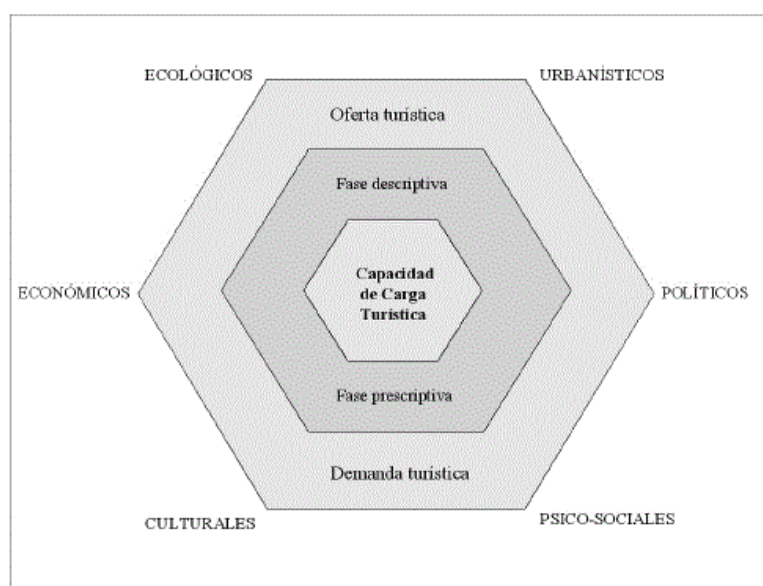 ECOLÓGICOS
URBANÍSTICOS
Oferta turística
Fase descriptiva
Capacidad
de Carga
Turística
ECONÓMICOS
POLÍTICOS
Fase prescriptiva
Demanda turística
CULTURALES
PSICO-SOCIALES